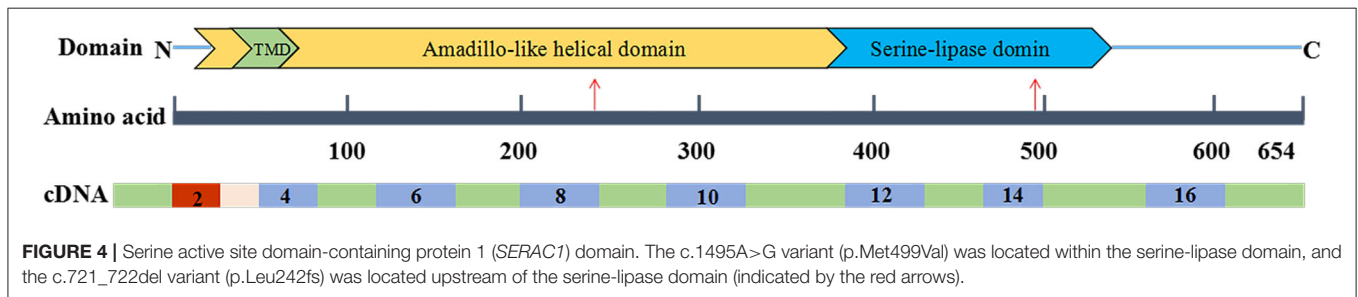 Domain N TMD Amadillo-like helical domain Serine-lipase domin C
Amino acid
100 200 300 400 500 600 654
cDNA 2 4 6 8 10 12 14 16
FIGURE 4 | Serine active site domain-containing protein 1 (SERAC1) domain. The c.1495A>G variant (p.Met499Val) was located within the serine-lipase domain, and
the c.721_722del variant (p.Leu242fs) was located upstream of the serine-lipase domain (indicated by the red arrows).